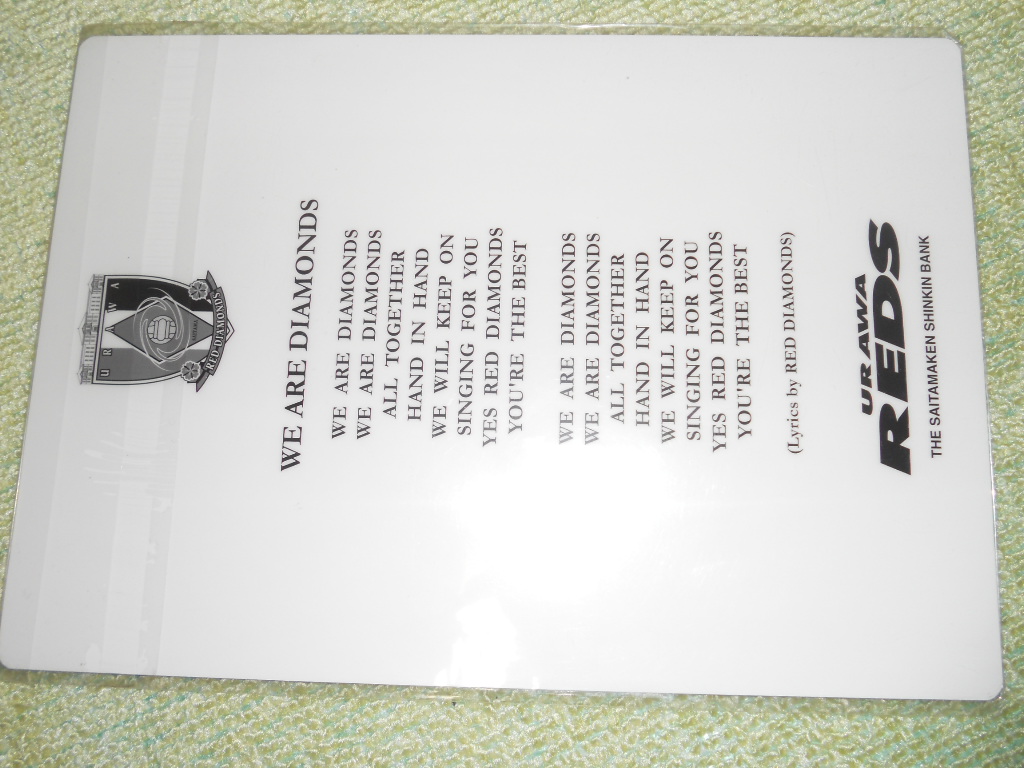 URAWA
RED DIAMONDS
WE ARE DIAMONDS
WE ARE DIAMONDS
WE ARE DIAMONDS
ALL TOGETHER
HAND IN HAND
WE WILL KEEP ON
SINGING FOR YOU
YES RED DIAMONDS
YOU'RE THE BEST
WE ARE DIAMONDS
WE ARE DIAMONDS
ALL TOGETHER
HAND IN HAND
WE WILL KEEP ON
SINGING FOR YOU
YES RED DIAMONDS
YOU'RE THE BEST
(Lyrics by RED DIAMONDS)
URAWA
REDS
THE SAITAMAKEN SHINKIN BANK